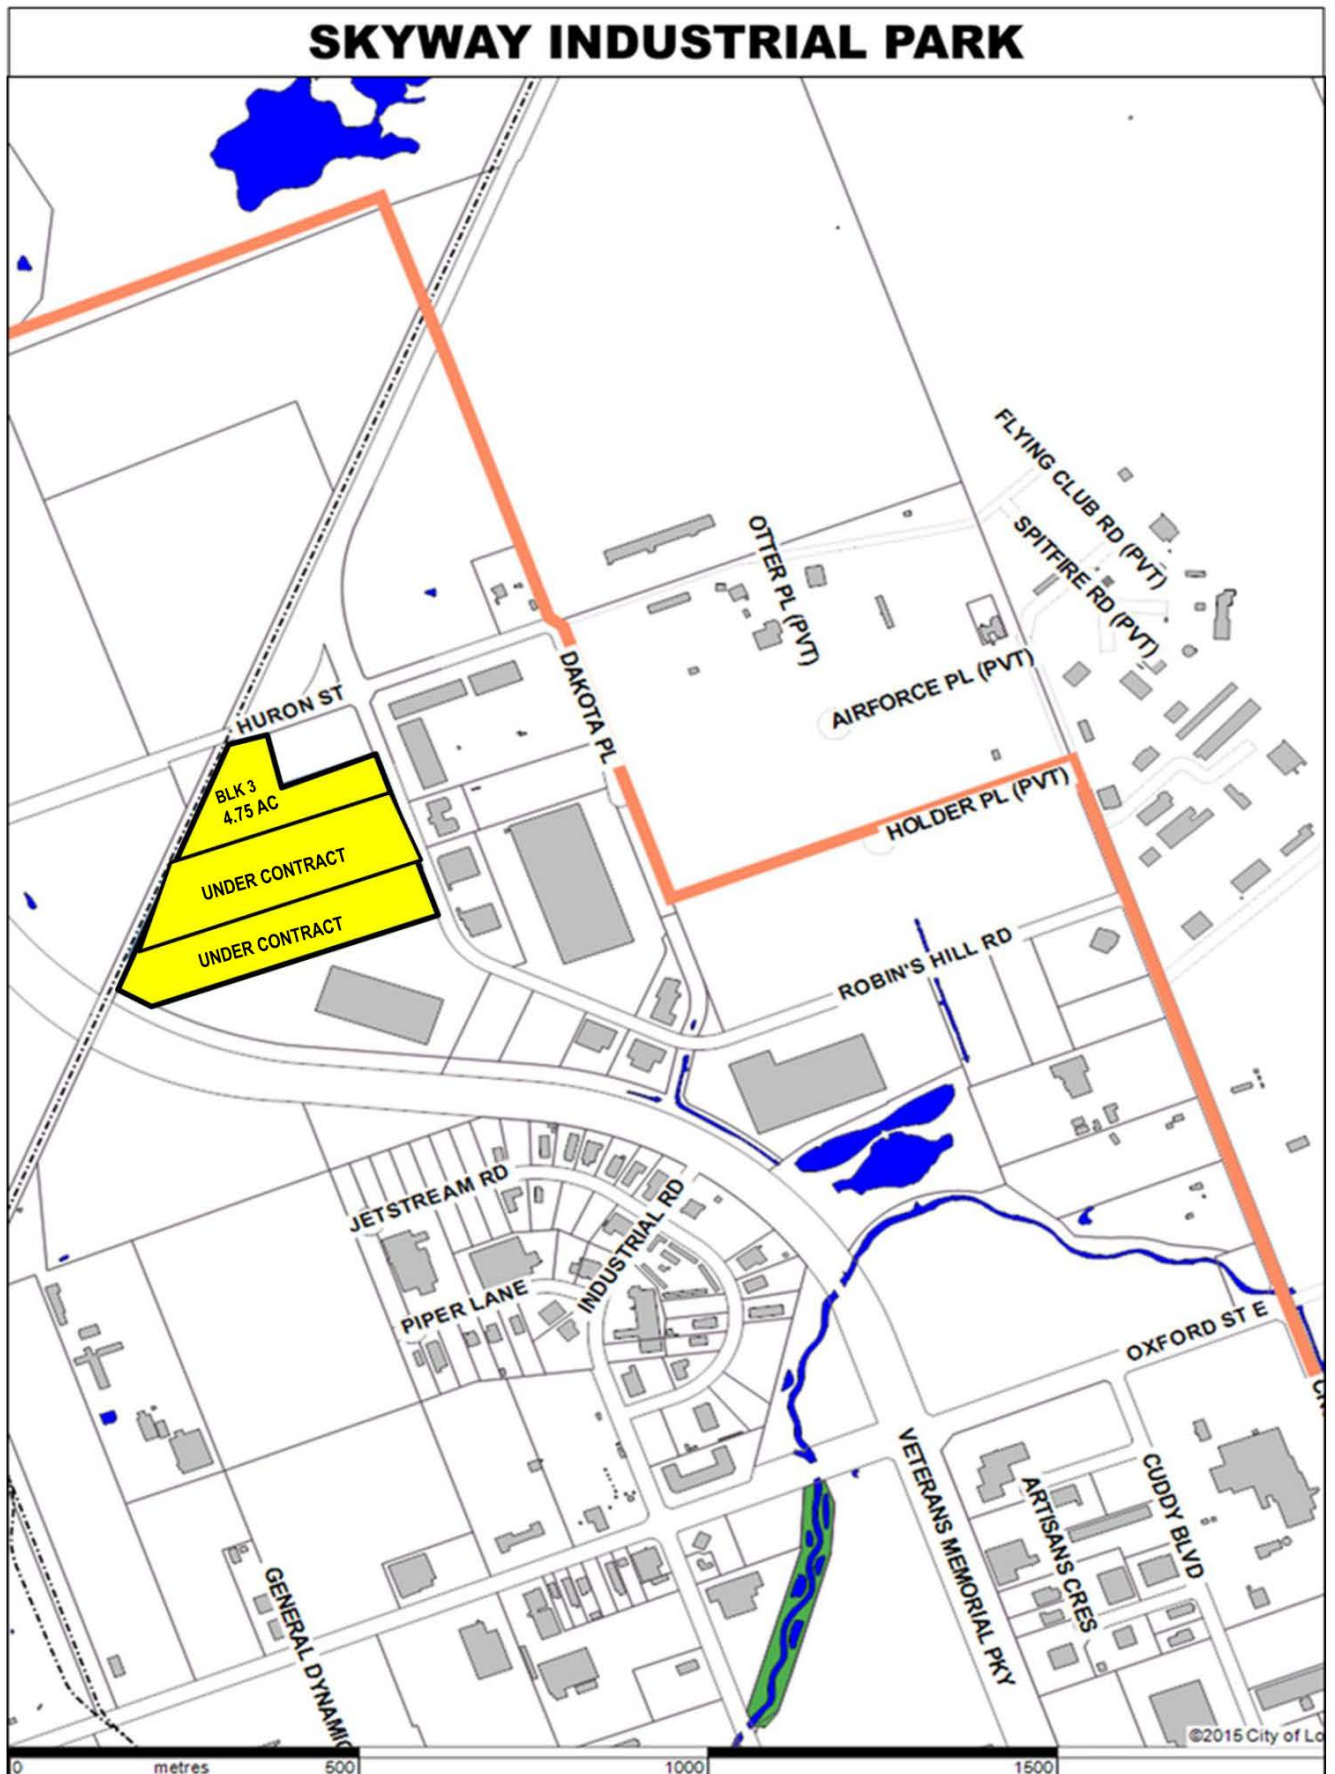 SKYWAY INDUSTRIAL PARK
FLYING CLUB RD (PVT)
SPITFIRE RD (PVT)
OTTER PL (PVT)
AIRFORCE PL (PVT)
DAKOTA PL
HURON ST
BLK 3
4.75 AC
HOLDER PL (PVT)
UNDER CONTRACT
UNDER CONTRACT
ROBIN'S HILL RD
JETSTREAM RD
INDUSTRIAL RD
PIPER LANE
OXFORD ST E
VETERANS MEMORIAL PKY
ARTISANS CRES
CUDDY BLVD
GENERAL DYNAMIC
©2015 City of Lo
0 metres 500 1000 1500